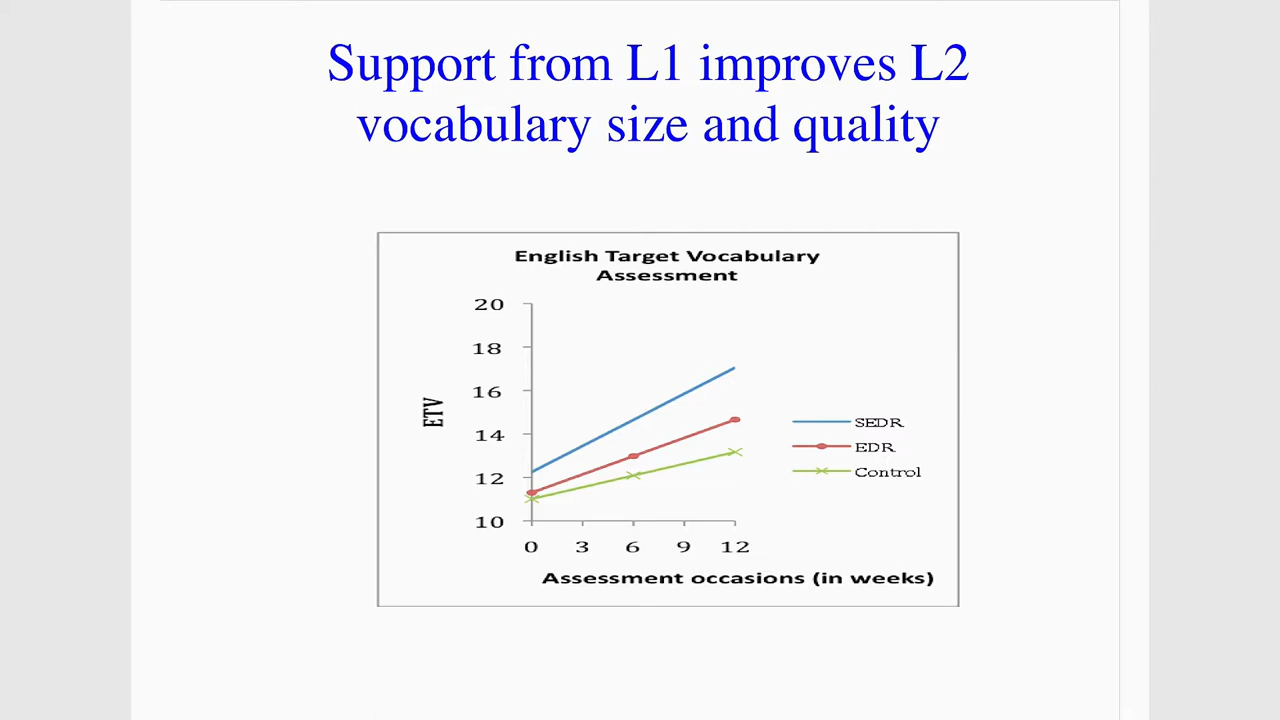 Support from L1 improves L2
vocabulary size and quality
English Target Vocabulary
Assessment
20
18
16
14
12
10
ETV
0 3 6 9 12
Assessment occasions (in weeks)
SEDR
EDR
Control